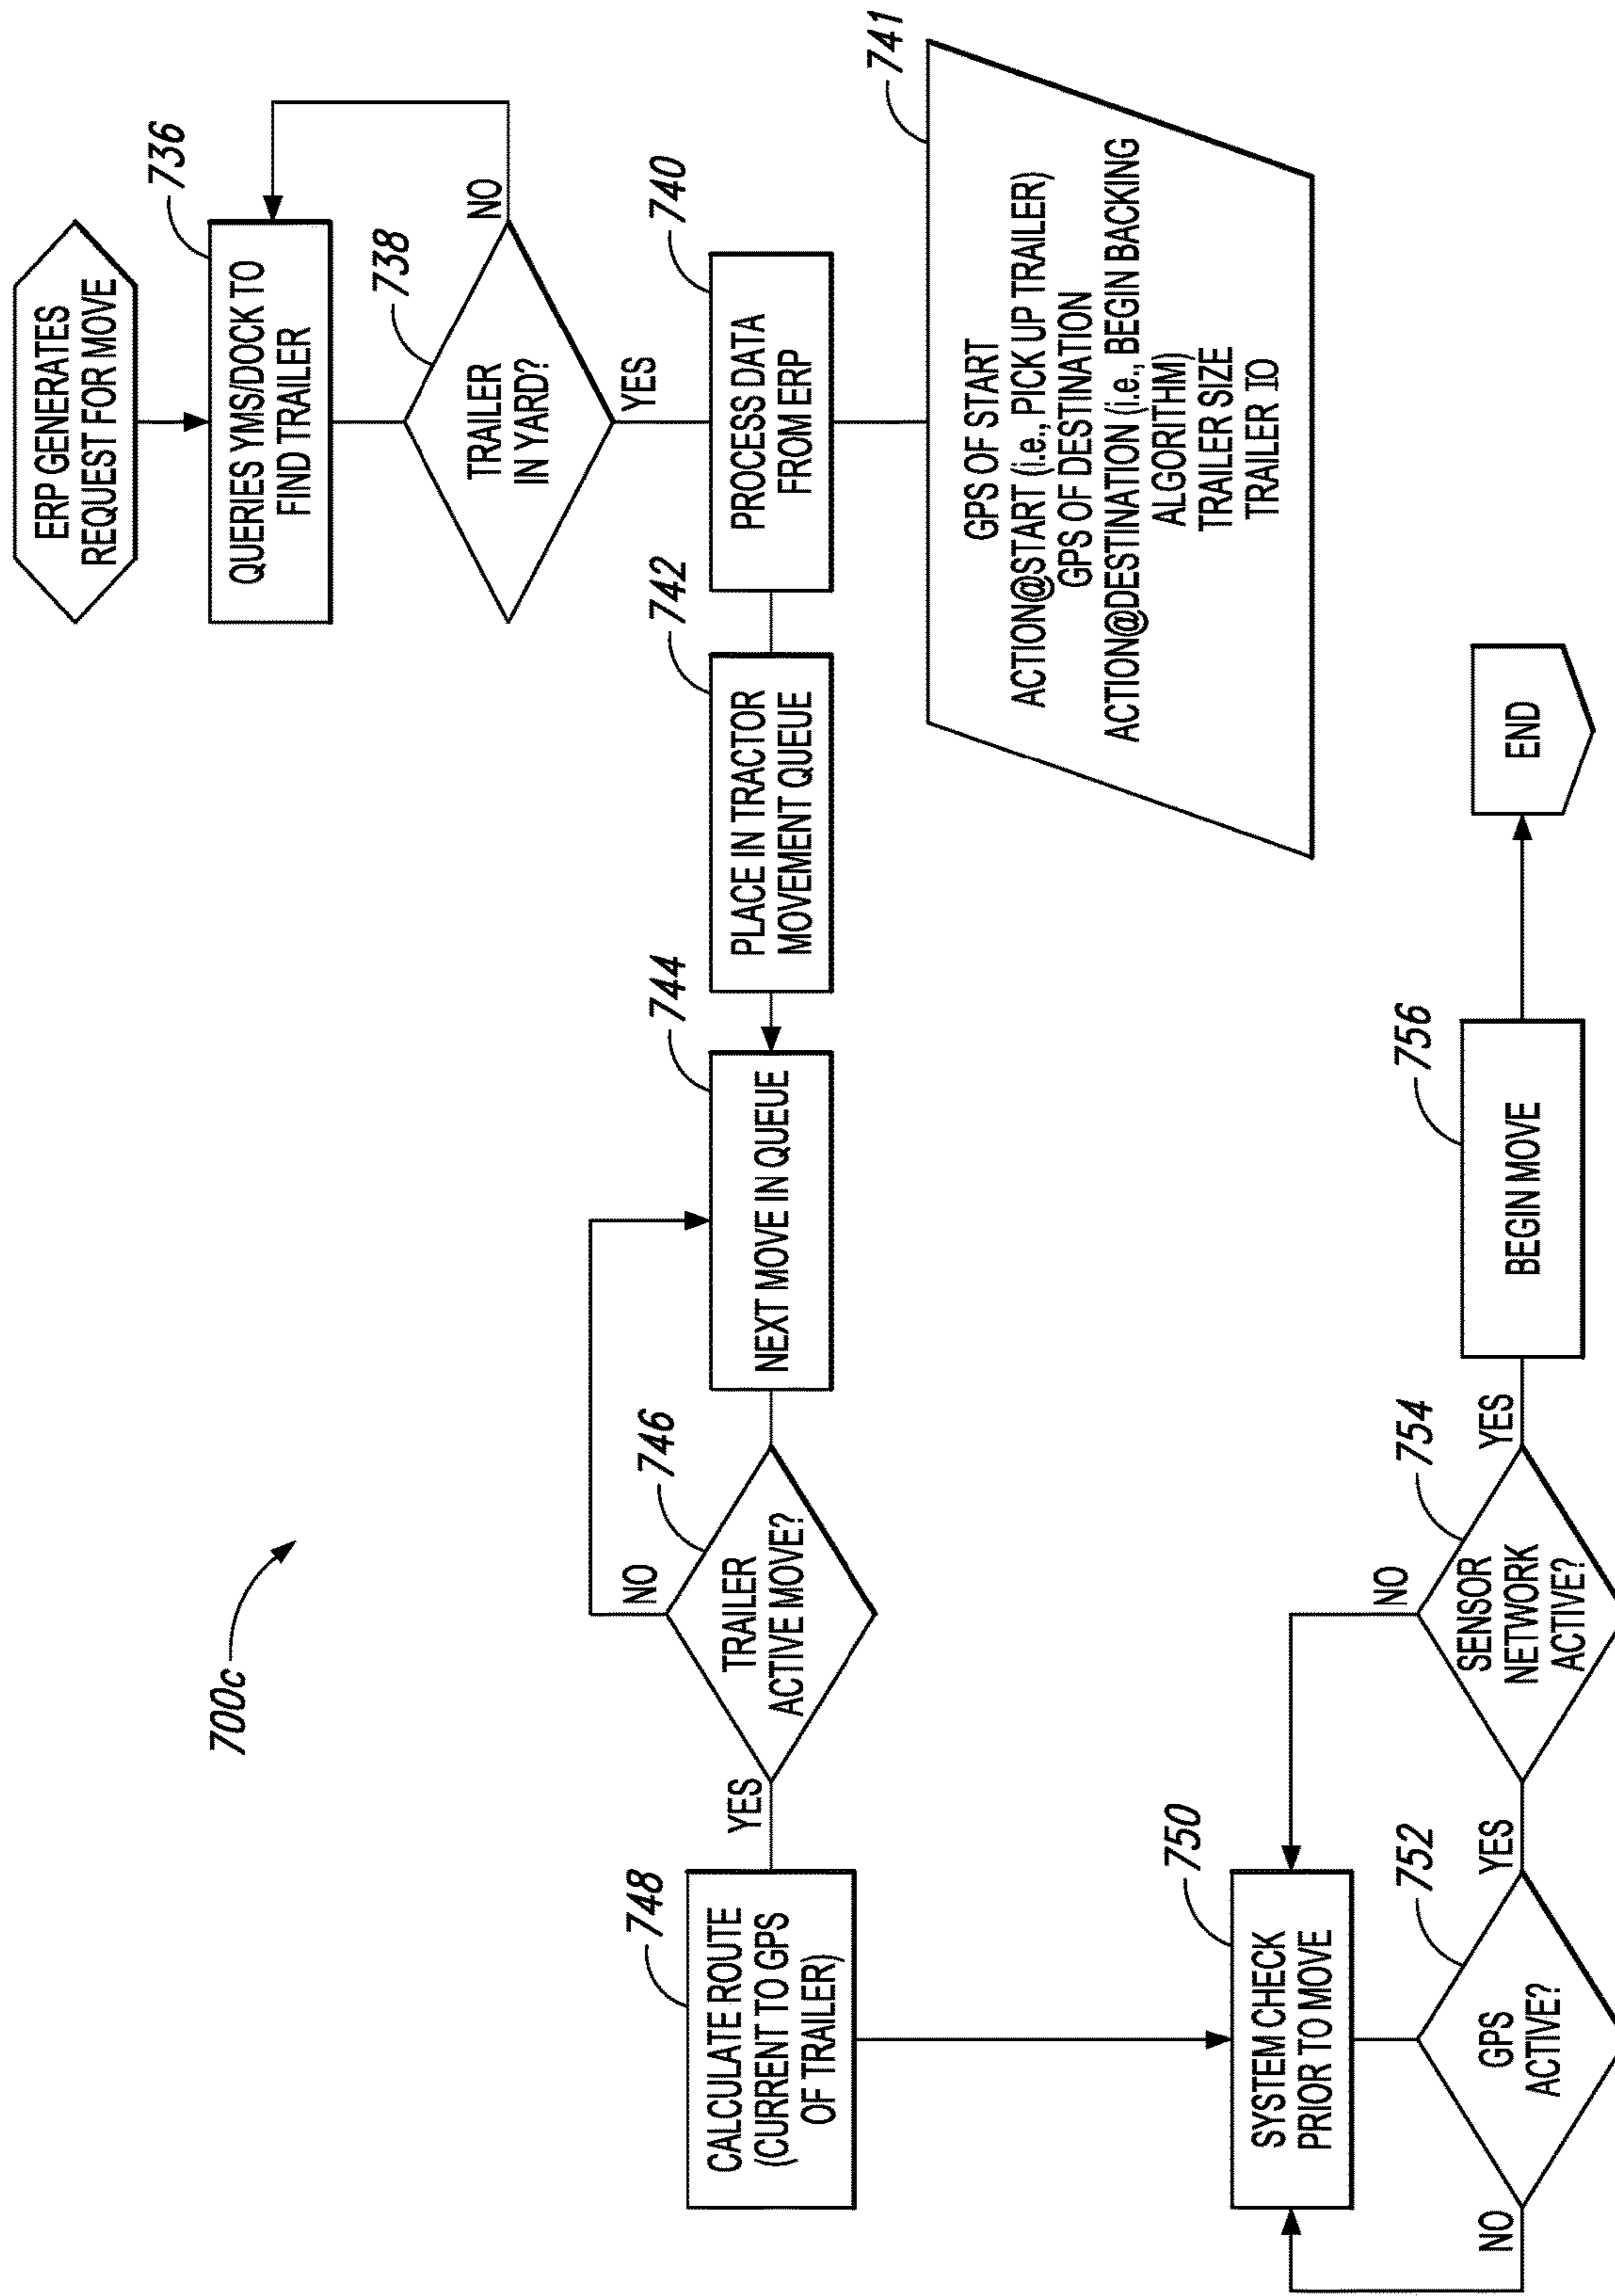 700c
ERP GENERATES
REQUEST FOR MOVE
736
QUERIES YMS/DOCK TO
FIND TRAILER
738
TRAILER
IN YARD?
NO
YES
740
PROCESS DATA
FROM ERP
741
GPS OF START
ACTION@START (i.e., PICK UP TRAILER)
GPS OF DESTINATION
ACTION@DESTINATION (i.e., BEGIN BACKING
ALGORITHM)
TRAILER SIZE
TRAILER IO
742
PLACE IN TRACTOR
MOVEMENT QUEUE
744
NEXT MOVE IN QUEUE
746
TRAILER
ACTIVE MOVE?
NO
YES
748
CALCULATE ROUTE
(CURRENT TO GPS
OF TRAILER)
750
SYSTEM CHECK
PRIOR TO MOVE
752
GPS
ACTIVE?
NO
YES
754
SENSOR
NETWORK
ACTIVE?
NO
YES
756
BEGIN MOVE
END